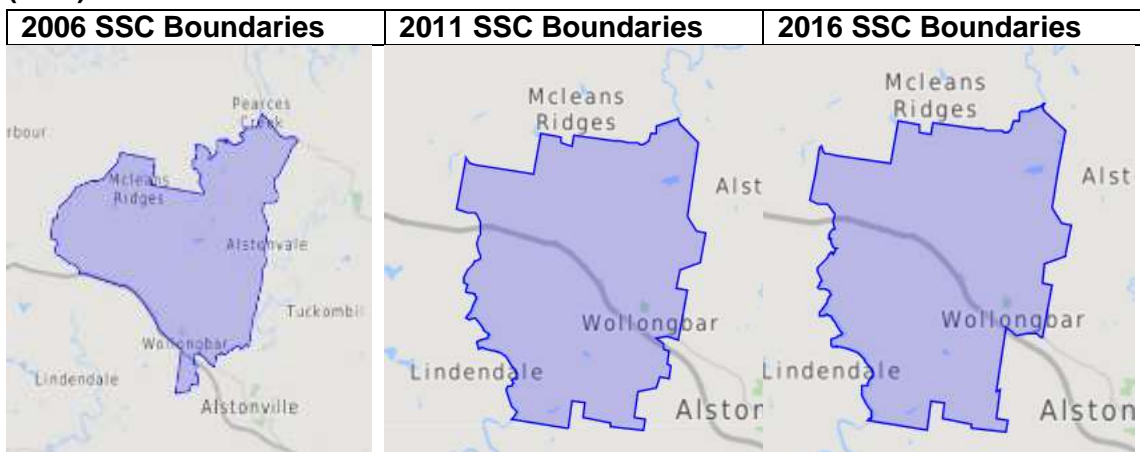 2006 SSC Boundaries
2011 SSC Boundaries
2016 SSC Boundaries
Pearces
Creek
rbour
Mcleans
Ridges
Alstonvale
Tuckombil
Wollongbar
Lindendale
Alstonville
Mcleans
Ridges
Alst
Wollongbar
Lindendale
Alston
Mcleans
Ridges
Alst
Wollongbar
Lindendale
Alston